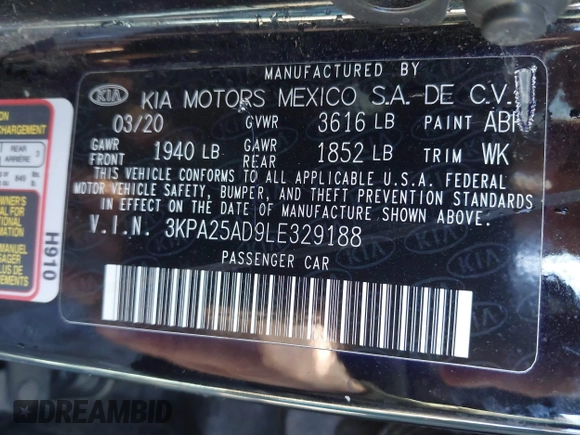 MANUFACTURED BY
KIA KIA MOTORS MEXICO S.A. DE C.V.
03/20 GVWR 3616 LB PAINT ABP
GAWR FRONT 1940 LB GAWR REAR 1852 LB TRIM WK
THIS VEHICLE CONFORMS TO ALL APPLICABLE U.S.A. FEDERAL
MOTOR VEHICLE SAFETY, BUMPER, AND THEFT PREVENTION STANDARDS
IN EFFECT ON THE DATE OF MANUFACTURE SHOWN ABOVE.
V.I.N. 3KPA25AD9LE329188
PASSENGER CAR
H910
REAR
ARRIÈRE
DREAMBID